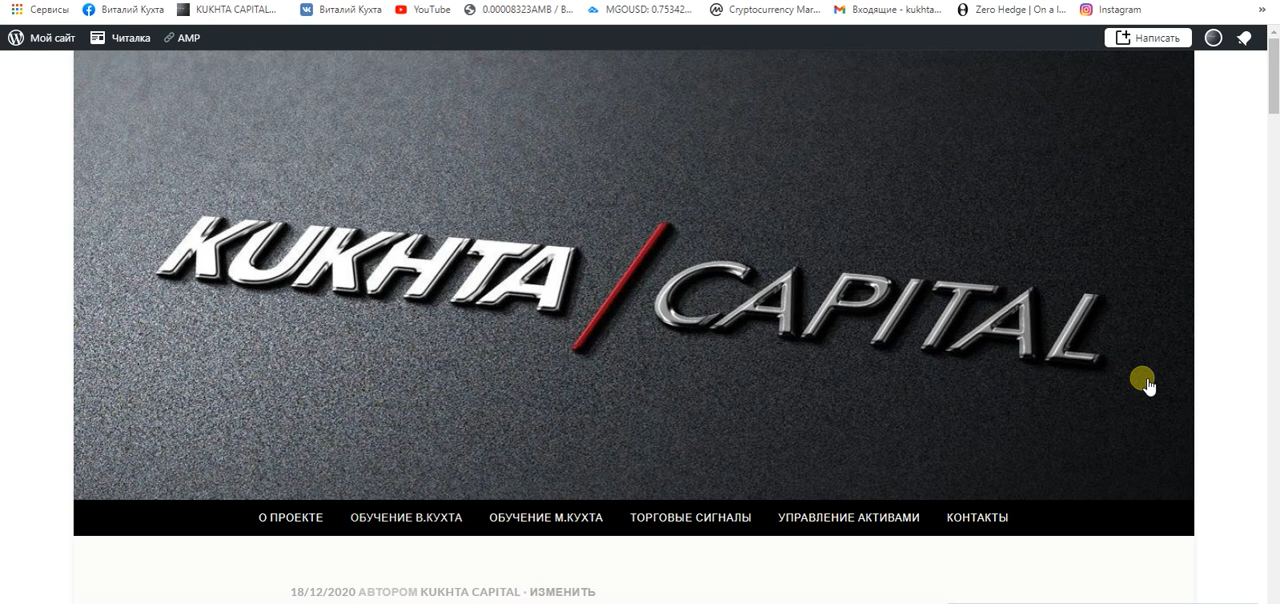 Сервисы Виталий Кухта KUKHTA CAPITAL... Виталий Кухта YouTube 0.00008323AMB / B... MGOUSD: 0.75342... Cryptocurrency Mar... Входящие - kukhta... Zero Hedge | On a l... Instagram »
Мой сайт Читалка AMP Написать
KUKHTA / CAPITAL
О ПРОЕКТЕ ОБУЧЕНИЕ В.КУХТА ОБУЧЕНИЕ М.КУХТА ТОРГОВЫЕ СИГНАЛЫ УПРАВЛЕНИЕ АКТИВАМИ КОНТАКТЫ
18/12/2020 АВТОРОМ KUKHTA CAPITAL · ИЗМЕНИТЬ